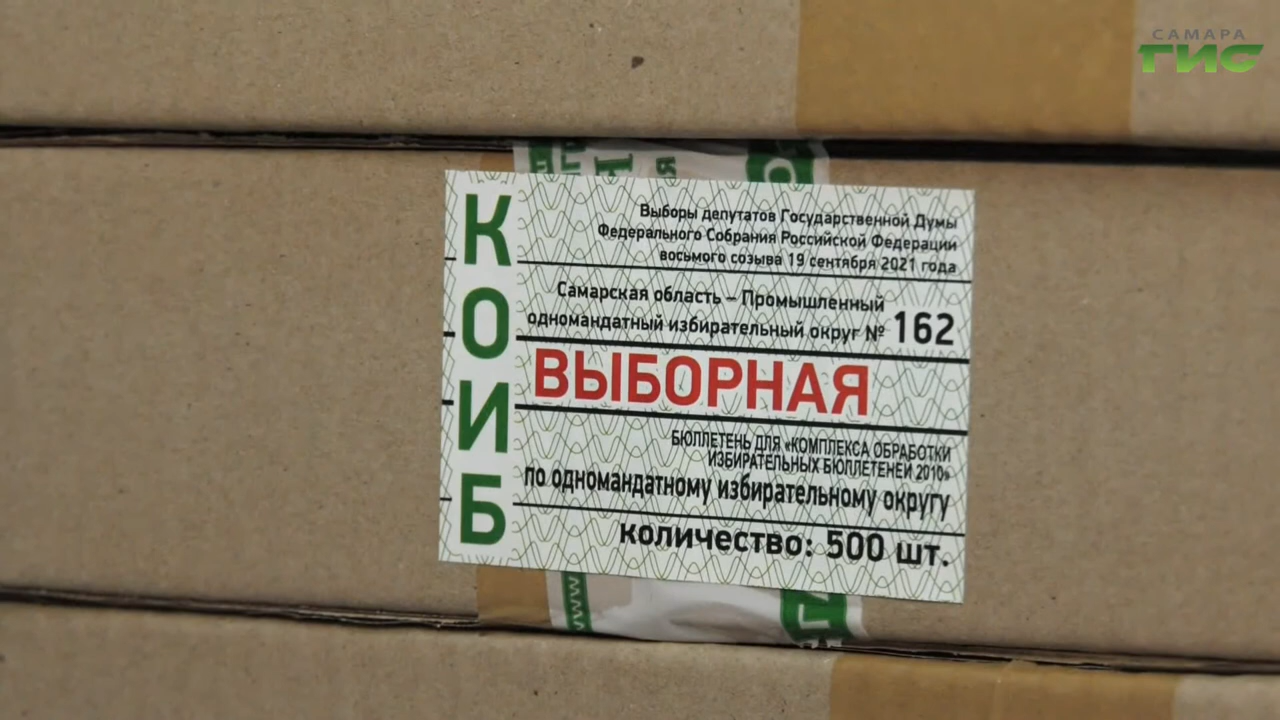 САМАРА
ГИС
КОИБ
Выборы депутатов Государственной Думы
Федерального Собрания Российской Федерации
восьмого созыва 19 сентября 2021 года
Самарская область – Промышленный
одномандатный избирательный округ № 162
ВЫБОРНАЯ
БЮЛЛЕТЕНЬ ДЛЯ «КОМПЛЕКСА ОБРАБОТКИ
ИЗБИРАТЕЛЬНЫХ БЮЛЛЕТЕНЕЙ 2010»
по одномандатному избирательному округу
количество: 500 шт.